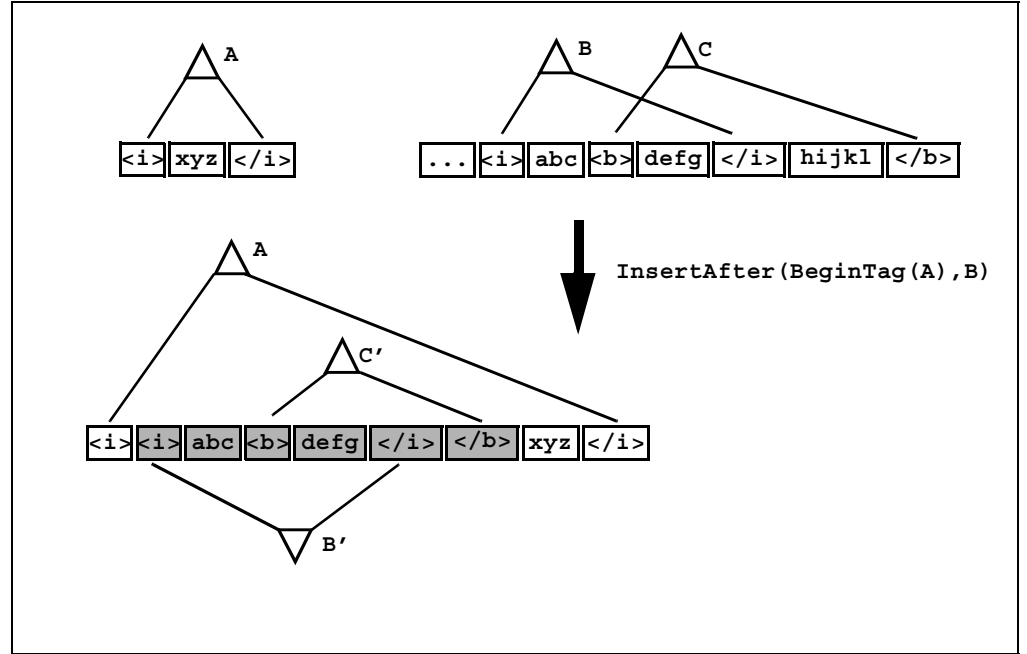 A
B
C
<i> xyz </i>
... <i> abc <b> defg </i> hijkl </b>
A
InsertAfter(BeginTag(A),B)
C’
<i> <i> abc <b> defg </i> </b> xyz </i>
B’